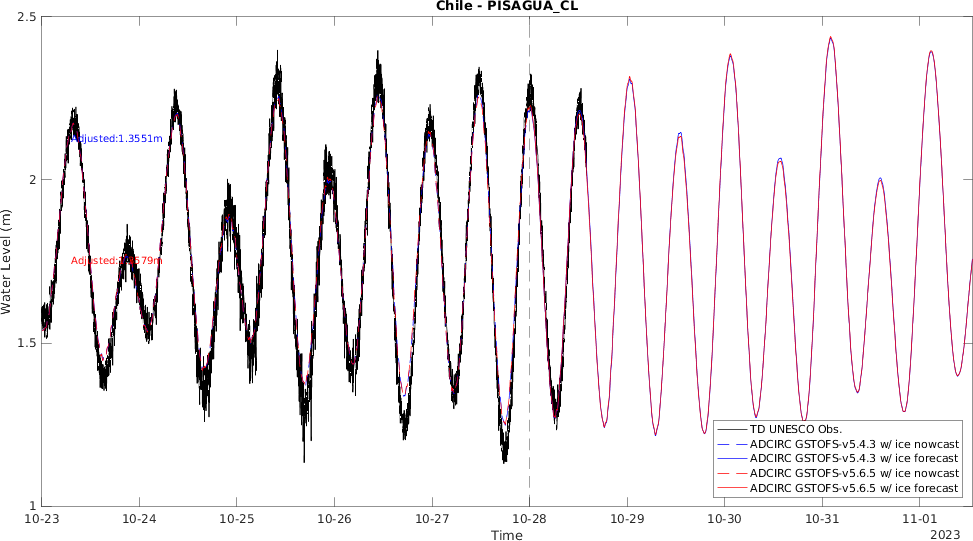 Chile - PISAGUA_CL
2.5
2
1.5
1
Water Level (m)
Adjusted:1.3551m
Adjusted:
579m
TD UNESCO Obs.
ADCIRC GSTOFS-v5.4.3 w/ ice nowcast
ADCIRC GSTOFS-v5.4.3 w/ ice forecast
ADCIRC GSTOFS-v5.6.5 w/ ice nowcast
ADCIRC GSTOFS-v5.6.5 w/ ice forecast
10-23 10-24 10-25 10-26 10-27 10-28 10-29 10-30 10-31 11-01
Time
2023